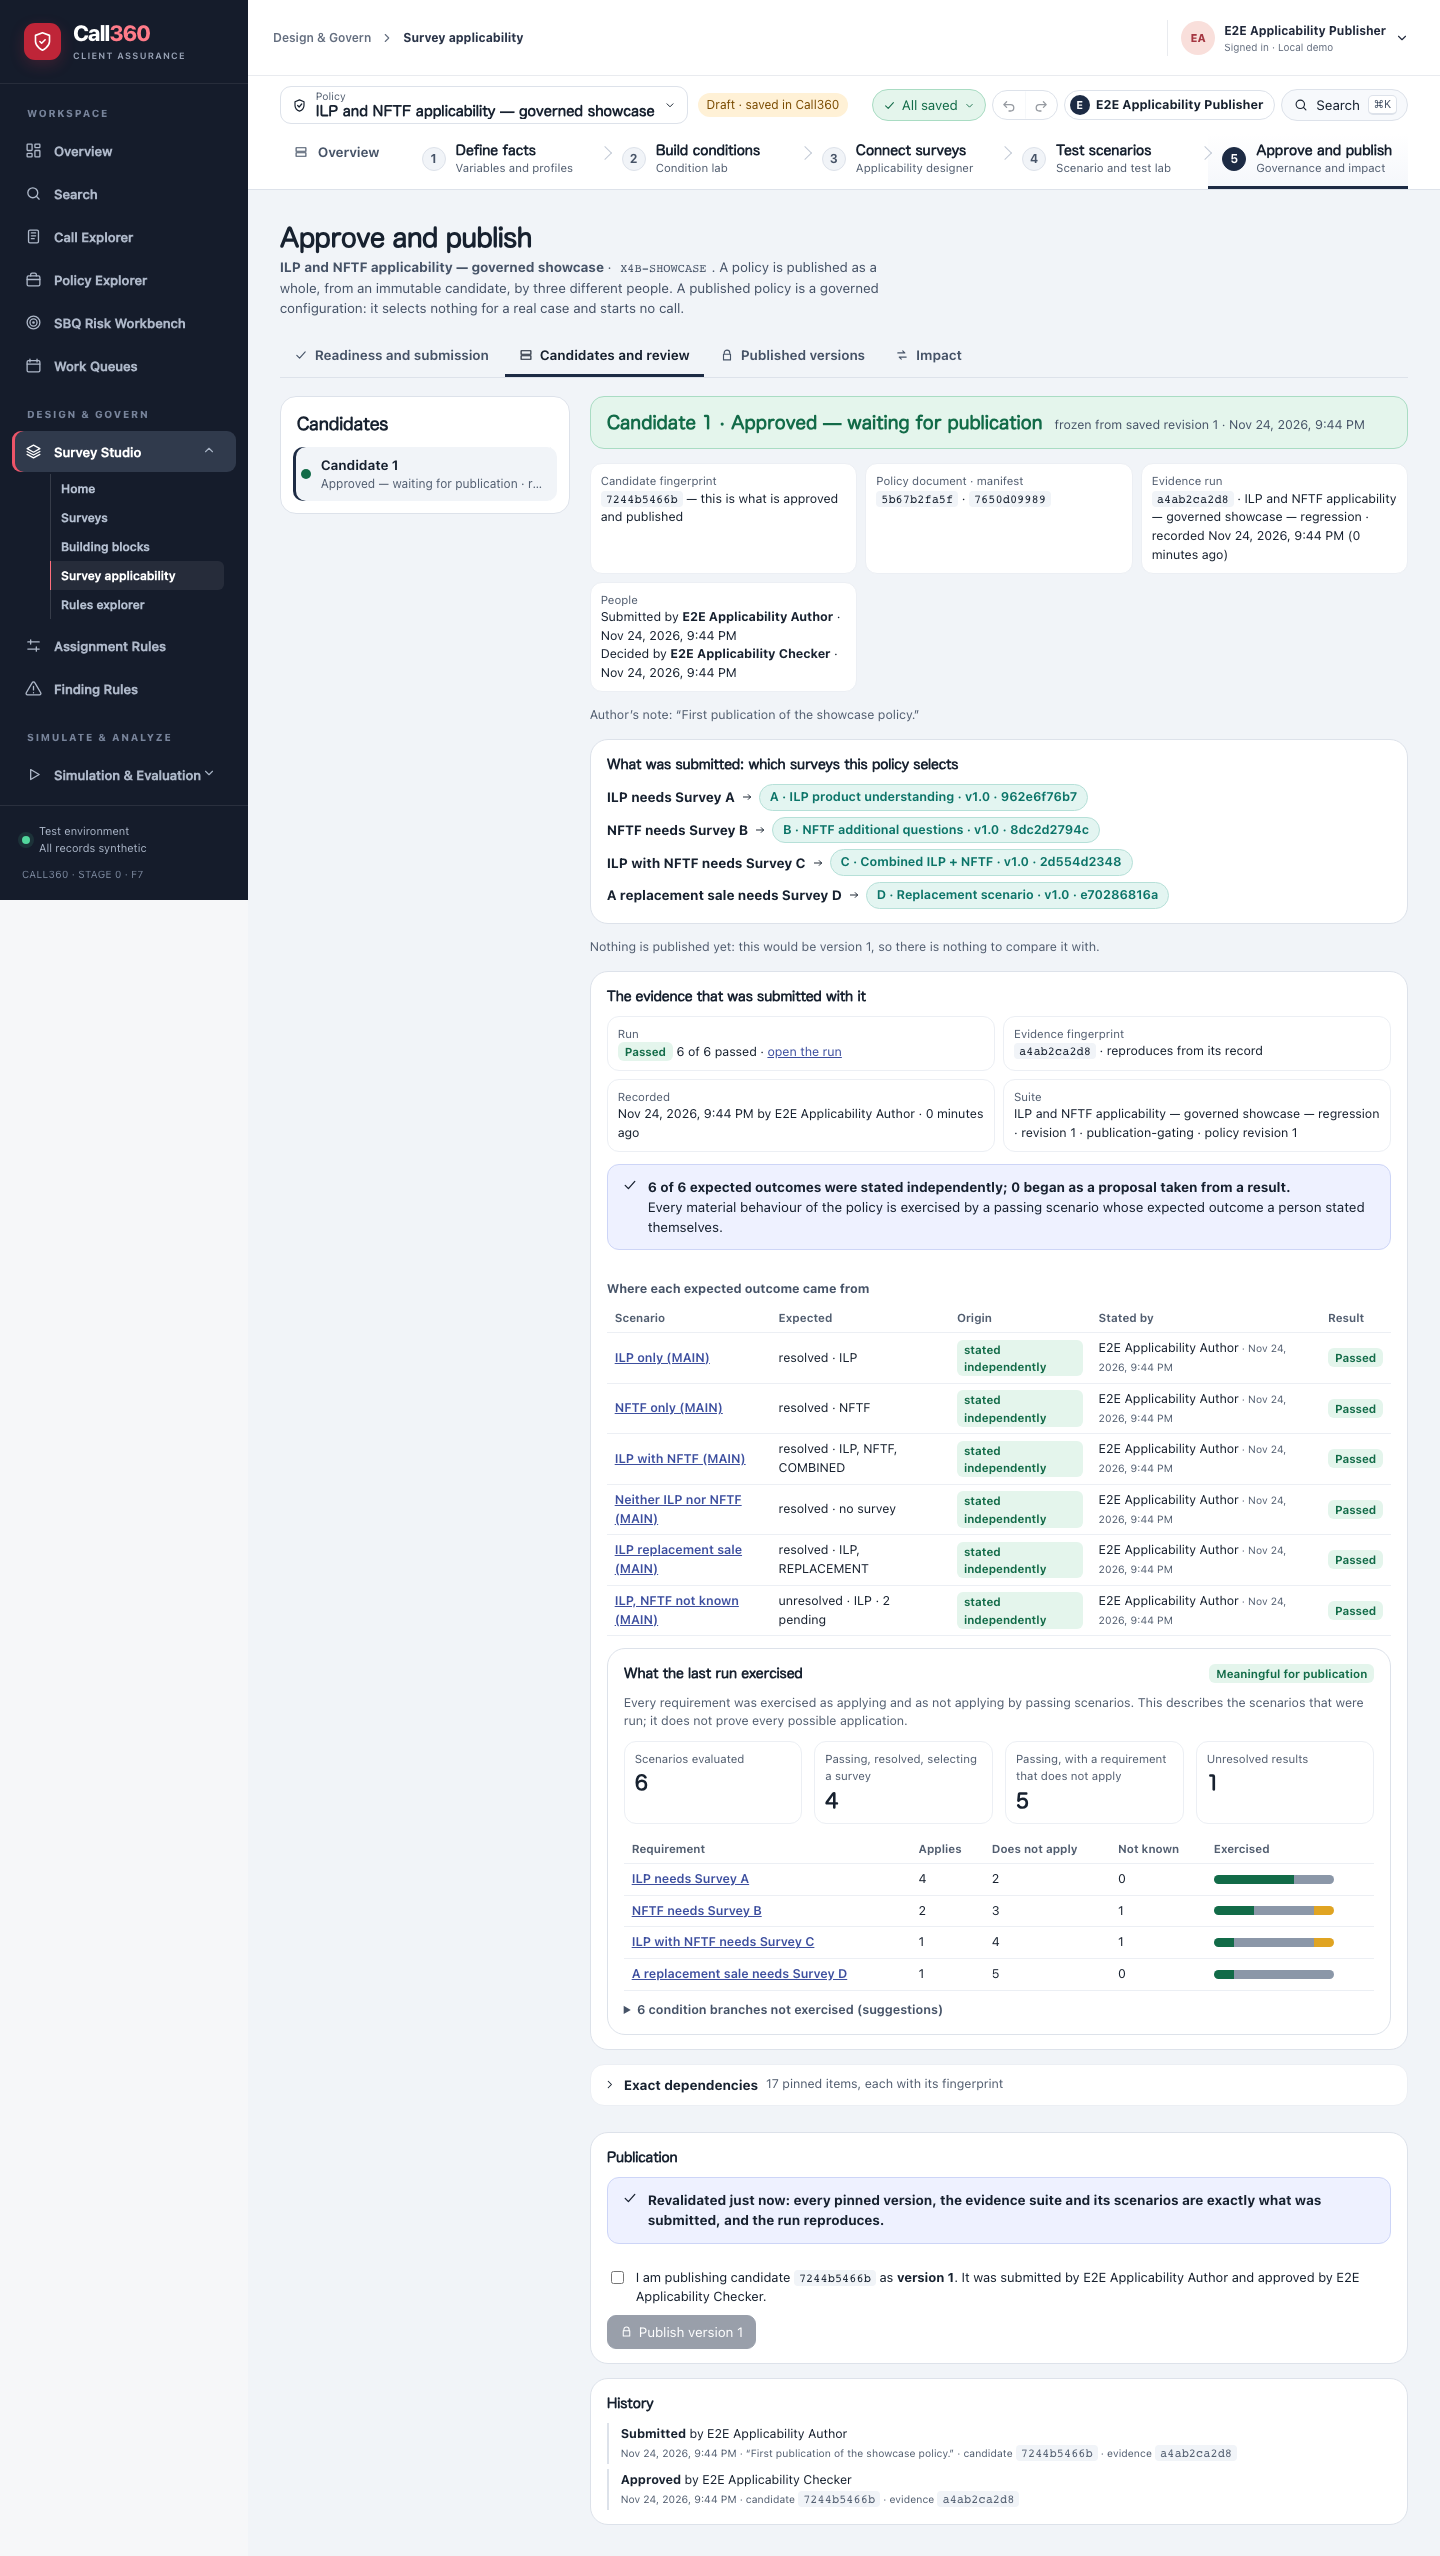 Call360
CLIENT ASSURANCE
WORKSPACE
Overview
Search
Call Explorer
Policy Explorer
SBQ Risk Workbench
Work Queues
DESIGN & GOVERN
Survey Studio
Home
Surveys
Building blocks
Survey applicability
Rules explorer
Assignment Rules
Finding Rules
SIMULATE & ANALYZE
Simulation & Evaluation
Test environment
All records synthetic
CALL360 · STAGE 0 · F7
Design & Govern > Survey applicability
EA
E2E Applicability Publisher
Signed in · Local demo
Policy
ILP and NFTF applicability — governed showcase
Draft · saved in Call360
All saved
E E2E Applicability Publisher
Search ⌘K
Overview
1 Define facts
Variables and profiles
2 Build conditions
Condition lab
3 Connect surveys
Applicability designer
4 Test scenarios
Scenario and test lab
5 Approve and publish
Governance and impact
Approve and publish
ILP and NFTF applicability — governed showcase · X4B-SHOWCASE . A policy is published as a
whole, from an immutable candidate, by three different people. A published policy is a governed
configuration: it selects nothing for a real case and starts no call.
Readiness and submission
Candidates and review
Published versions
Impact
Candidates
Candidate 1
Approved — waiting for publication · r…
Candidate 1 · Approved — waiting for publication frozen from saved revision 1 · Nov 24, 2026, 9:44 PM
Candidate fingerprint
7244b5466b — this is what is approved
and published
Policy document · manifest
5b67b2fa5f · 7650d09989
Evidence run
a4ab2ca2d8 · ILP and NFTF applicability
— governed showcase — regression ·
recorded Nov 24, 2026, 9:44 PM (0
minutes ago)
People
Submitted by E2E Applicability Author ·
Nov 24, 2026, 9:44 PM
Decided by E2E Applicability Checker ·
Nov 24, 2026, 9:44 PM
Author's note: “First publication of the showcase policy.”
What was submitted: which surveys this policy selects
ILP needs Survey A → A · ILP product understanding · v1.0 · 962e6f76b7
NFTF needs Survey B → B · NFTF additional questions · v1.0 · 8dc2d2794c
ILP with NFTF needs Survey C → C · Combined ILP + NFTF · v1.0 · 2d554d2348
A replacement sale needs Survey D → D · Replacement scenario · v1.0 · e70286816a
Nothing is published yet: this would be version 1, so there is nothing to compare it with.
The evidence that was submitted with it
Run
Passed 6 of 6 passed · open the run
Evidence fingerprint
a4ab2ca2d8 · reproduces from its record
Recorded
Nov 24, 2026, 9:44 PM by E2E Applicability Author · 0 minutes
ago
Suite
ILP and NFTF applicability — governed showcase — regression
· revision 1 · publication-gating · policy revision 1
6 of 6 expected outcomes were stated independently; 0 began as a proposal taken from a result.
Every material behaviour of the policy is exercised by a passing scenario whose expected outcome a person stated
themselves.
Where each expected outcome came from
Scenario Expected Origin Stated by Result
ILP only (MAIN) resolved · ILP stated independently E2E Applicability Author · Nov 24, 2026, 9:44 PM Passed
NFTF only (MAIN) resolved · NFTF stated independently E2E Applicability Author · Nov 24, 2026, 9:44 PM Passed
ILP with NFTF (MAIN) resolved · ILP, NFTF, COMBINED stated independently E2E Applicability Author · Nov 24, 2026, 9:44 PM Passed
Neither ILP nor NFTF (MAIN) resolved · no survey stated independently E2E Applicability Author · Nov 24, 2026, 9:44 PM Passed
ILP replacement sale (MAIN) resolved · ILP, REPLACEMENT stated independently E2E Applicability Author · Nov 24, 2026, 9:44 PM Passed
ILP, NFTF not known (MAIN) unresolved · ILP · 2 pending stated independently E2E Applicability Author · Nov 24, 2026, 9:44 PM Passed
What the last run exercised
Meaningful for publication
Every requirement was exercised as applying and as not applying by passing scenarios. This describes the scenarios that were
run; it does not prove every possible application.
Scenarios evaluated
6
Passing, resolved, selecting
a survey
4
Passing, with a requirement
that does not apply
5
Unresolved results
1
Requirement Applies Does not apply Not known Exercised
ILP needs Survey A 4 2 0
NFTF needs Survey B 2 3 1
ILP with NFTF needs Survey C 1 4 1
A replacement sale needs Survey D 1 5 0
6 condition branches not exercised (suggestions)
Exact dependencies 17 pinned items, each with its fingerprint
Publication
Revalidated just now: every pinned version, the evidence suite and its scenarios are exactly what was
submitted, and the run reproduces.
I am publishing candidate 7244b5466b as version 1. It was submitted by E2E Applicability Author and approved by E2E
Applicability Checker.
Publish version 1
History
Submitted by E2E Applicability Author
Nov 24, 2026, 9:44 PM · “First publication of the showcase policy.” · candidate 7244b5466b · evidence a4ab2ca2d8
Approved by E2E Applicability Checker
Nov 24, 2026, 9:44 PM · candidate 7244b5466b · evidence a4ab2ca2d8